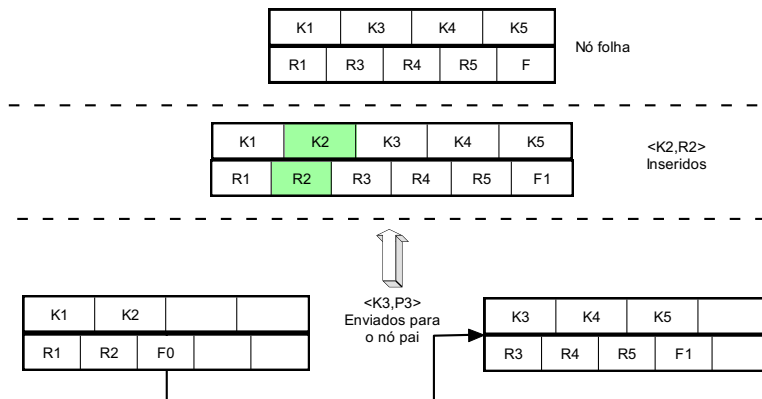 K1 K3 K4 K5
R1 R3 R4 R5 F
Nó folha
K1 K2 K3 K4 K5
R1 R2 R3 R4 R5 F1
<K2,R2>
Inseridos
<K3,P3>
Enviados para
o nó pai
K1 K2
R1 R2 F0
K3 K4 K5
R3 R4 R5 F1